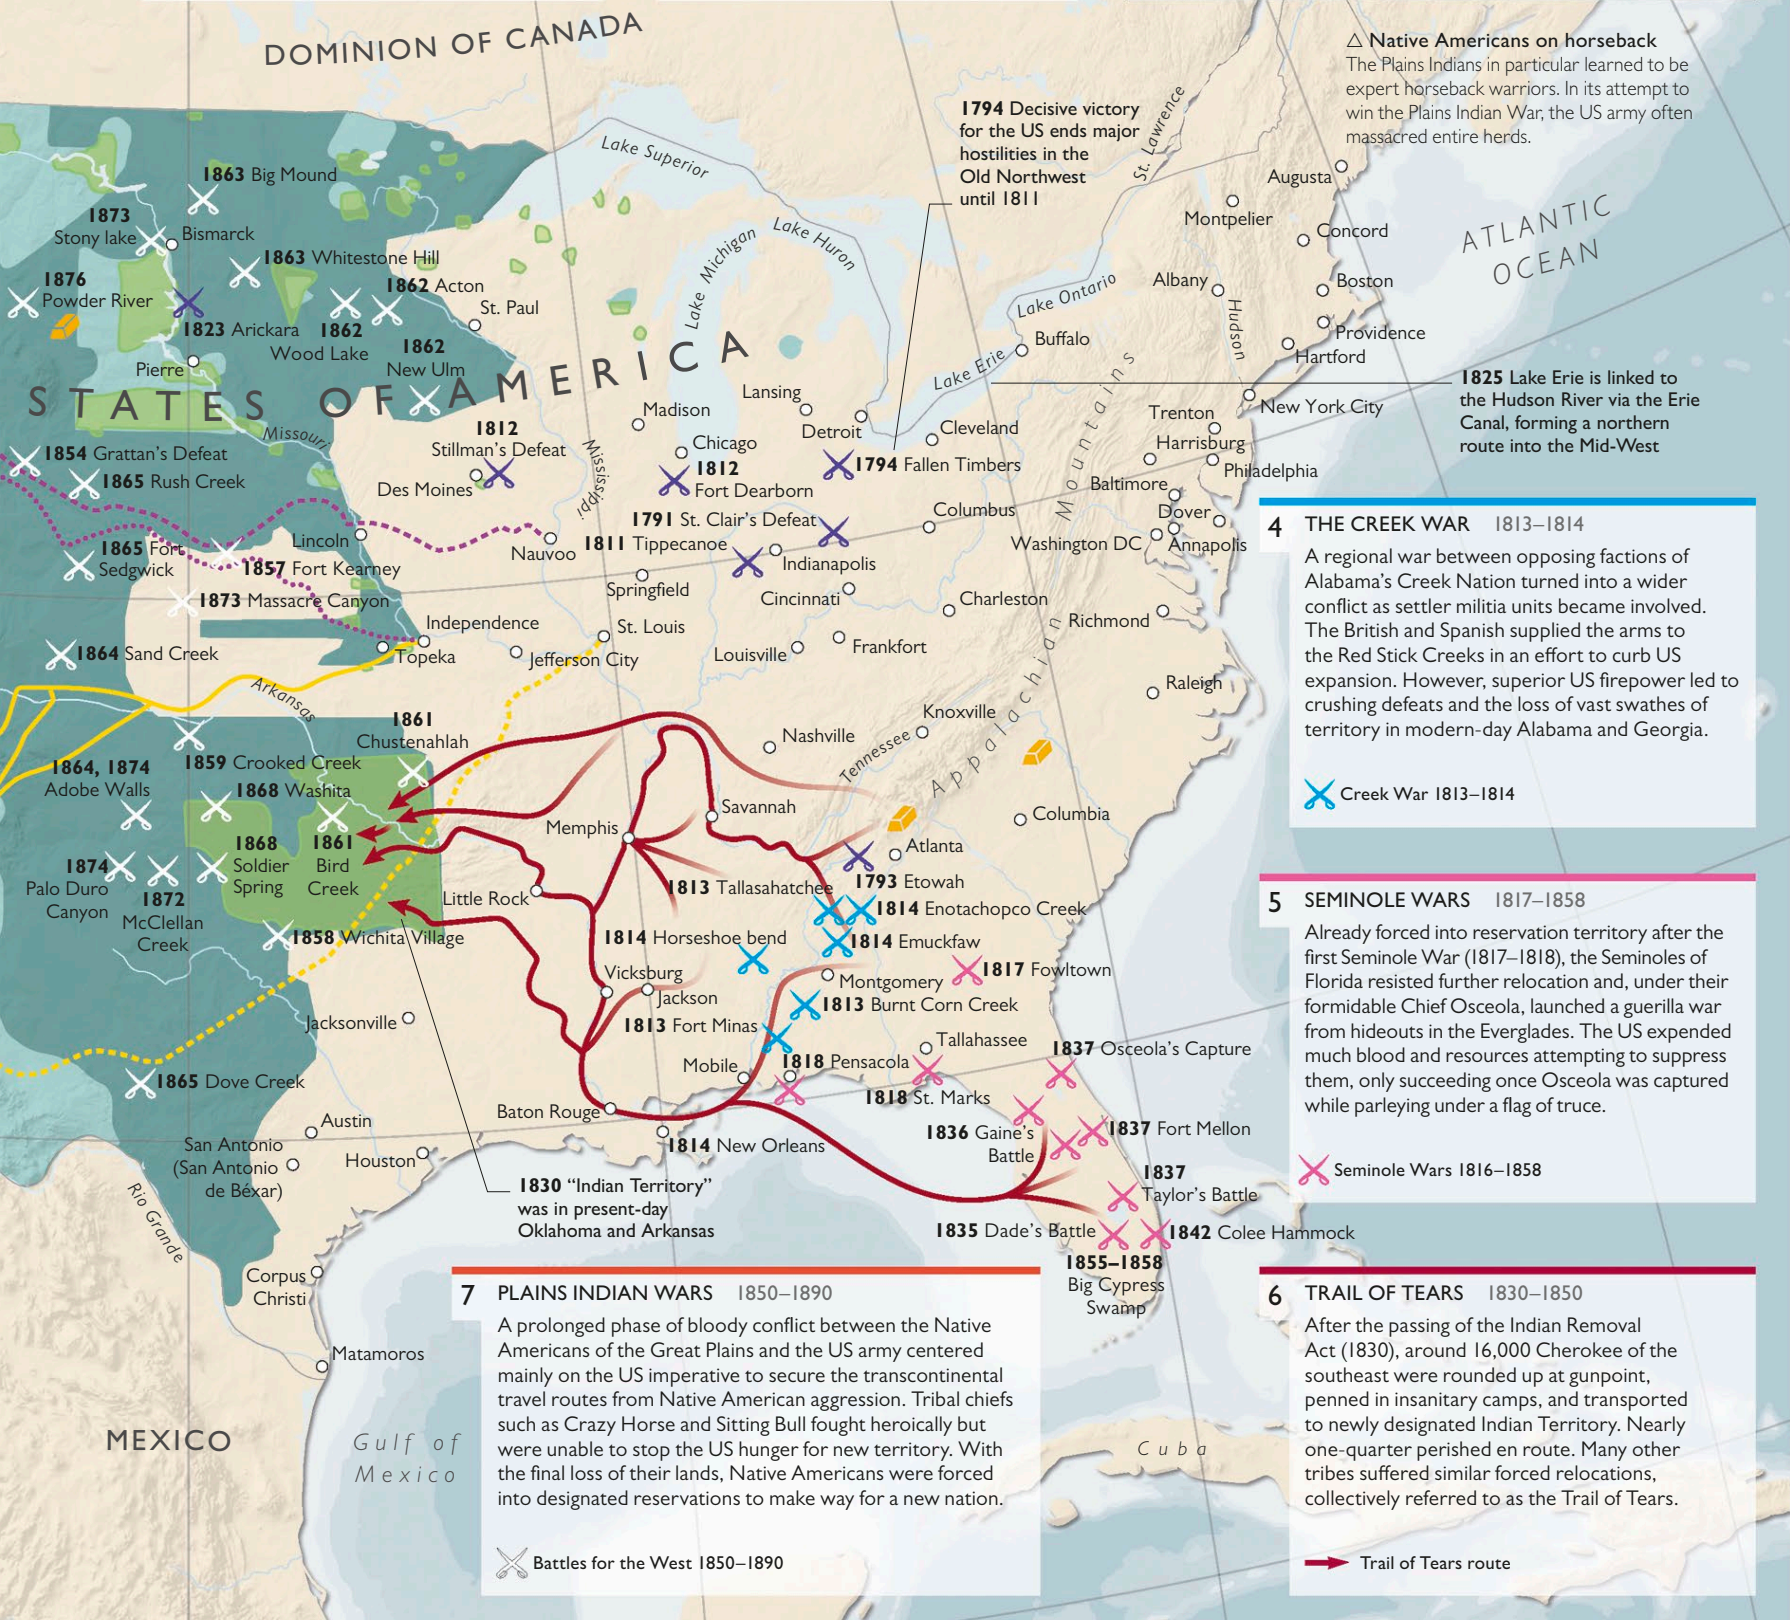 DOMINION OF CANADA
△ Native Americans on horseback
The Plains Indians in particular learned to be
expert horseback warriors. In its attempt to
win the Plains Indian War, the US army often
massacred entire herds.
1794 Decisive victory
for the US ends major
hostilities in the
Old Northwest
until 1811
St. Lawrence
Lake Superior
Lake Michigan
Lake Huron
Lake Ontario
Lake Erie
ATLANTIC
OCEAN
Augusta
Montpelier
Concord
Albany
Boston
Hudson
Providence
Hartford
Buffalo
New York City
1825 Lake Erie is linked to
the Hudson River via the Erie
Canal, forming a northern
route into the Mid-West
1863 Big Mound
1873
Stony lake
Bismarck
1863 Whitestone Hill
1876
Powder River
1862 Acton
St. Paul
1823 Arickara
1862
Wood Lake
1862
New Ulm
Pierre
STATES OF AMERICA
Missouri
Mississippi
Madison
Lansing
Detroit
Cleveland
Trenton
Harrisburg
Philadelphia
Baltimore
Dover
Washington DC
Annapolis
1812
Stillman's Defeat
Des Moines
Chicago
1812
Fort Dearborn
1794 Fallen Timbers
1854 Grattan's Defeat
1865 Rush Creek
1791 St. Clair's Defeat
Columbus
Lincoln
Nauvoo
1811 Tippecanoe
Indianapolis
1865 Fort
Sedgwick
1857 Fort Kearney
Springfield
Cincinnati
Charleston
Richmond
1873 Massacre Canyon
Independence
St. Louis
1864 Sand Creek
Topeka
Jefferson City
Louisville
Frankfort
Raleigh
Appalachian Mountains
Arkansas
1861
Chustenahlah
Knoxville
Nashville
Tennessee
1864, 1874
Adobe Walls
1859 Crooked Creek
1868 Washita
Memphis
Savannah
Columbia
Atlanta
1868
Soldier
Spring
1861
Bird
Creek
1874
Palo Duro
Canyon
1872
McClellan
Creek
Little Rock
1813 Tallasahatchee
1793 Etowah
1814 Enotachopco Creek
1858 Wichita Village
1814 Horseshoe bend
1814 Emuckfaw
1817 Fowltown
Vicksburg
Jackson
Montgomery
1813 Burnt Corn Creek
Jacksonville
1813 Fort Minas
Tallahassee
1837 Osceola's Capture
Mobile
1818 Pensacola
1865 Dove Creek
1818 St. Marks
Baton Rouge
Austin
1836 Gaine's
Battle
1837 Fort Mellon
San Antonio
(San Antonio
de Béxar)
Houston
1814 New Orleans
1837
Taylor's Battle
1830 “Indian Territory”
was in present-day
Oklahoma and Arkansas
Rio Grande
1835 Dade's Battle
1842 Colee Hammock
1855–1858
Big Cypress
Swamp
Corpus
Christi
Matamoros
MEXICO
Gulf of
Mexico
Cuba
4 THE CREEK WAR 1813–1814
A regional war between opposing factions of
Alabama's Creek Nation turned into a wider
conflict as settler militia units became involved.
The British and Spanish supplied the arms to
the Red Stick Creeks in an effort to curb US
expansion. However, superior US firepower led to
crushing defeats and the loss of vast swathes of
territory in modern-day Alabama and Georgia.
Creek War 1813–1814
5 SEMINOLE WARS 1817–1858
Already forced into reservation territory after the
first Seminole War (1817–1818), the Seminoles of
Florida resisted further relocation and, under their
formidable Chief Osceola, launched a guerilla war
from hideouts in the Everglades. The US expended
much blood and resources attempting to suppress
them, only succeeding once Osceola was captured
while parleying under a flag of truce.
Seminole Wars 1816–1858
7 PLAINS INDIAN WARS 1850–1890
A prolonged phase of bloody conflict between the Native
Americans of the Great Plains and the US army centered
mainly on the US imperative to secure the transcontinental
travel routes from Native American aggression. Tribal chiefs
such as Crazy Horse and Sitting Bull fought heroically but
were unable to stop the US hunger for new territory. With
the final loss of their lands, Native Americans were forced
into designated reservations to make way for a new nation.
Battles for the West 1850–1890
6 TRAIL OF TEARS 1830–1850
After the passing of the Indian Removal
Act (1830), around 16,000 Cherokee of the
southeast were rounded up at gunpoint,
penned in insanitary camps, and transported
to newly designated Indian Territory. Nearly
one-quarter perished en route. Many other
tribes suffered similar forced relocations,
collectively referred to as the Trail of Tears.
Trail of Tears route